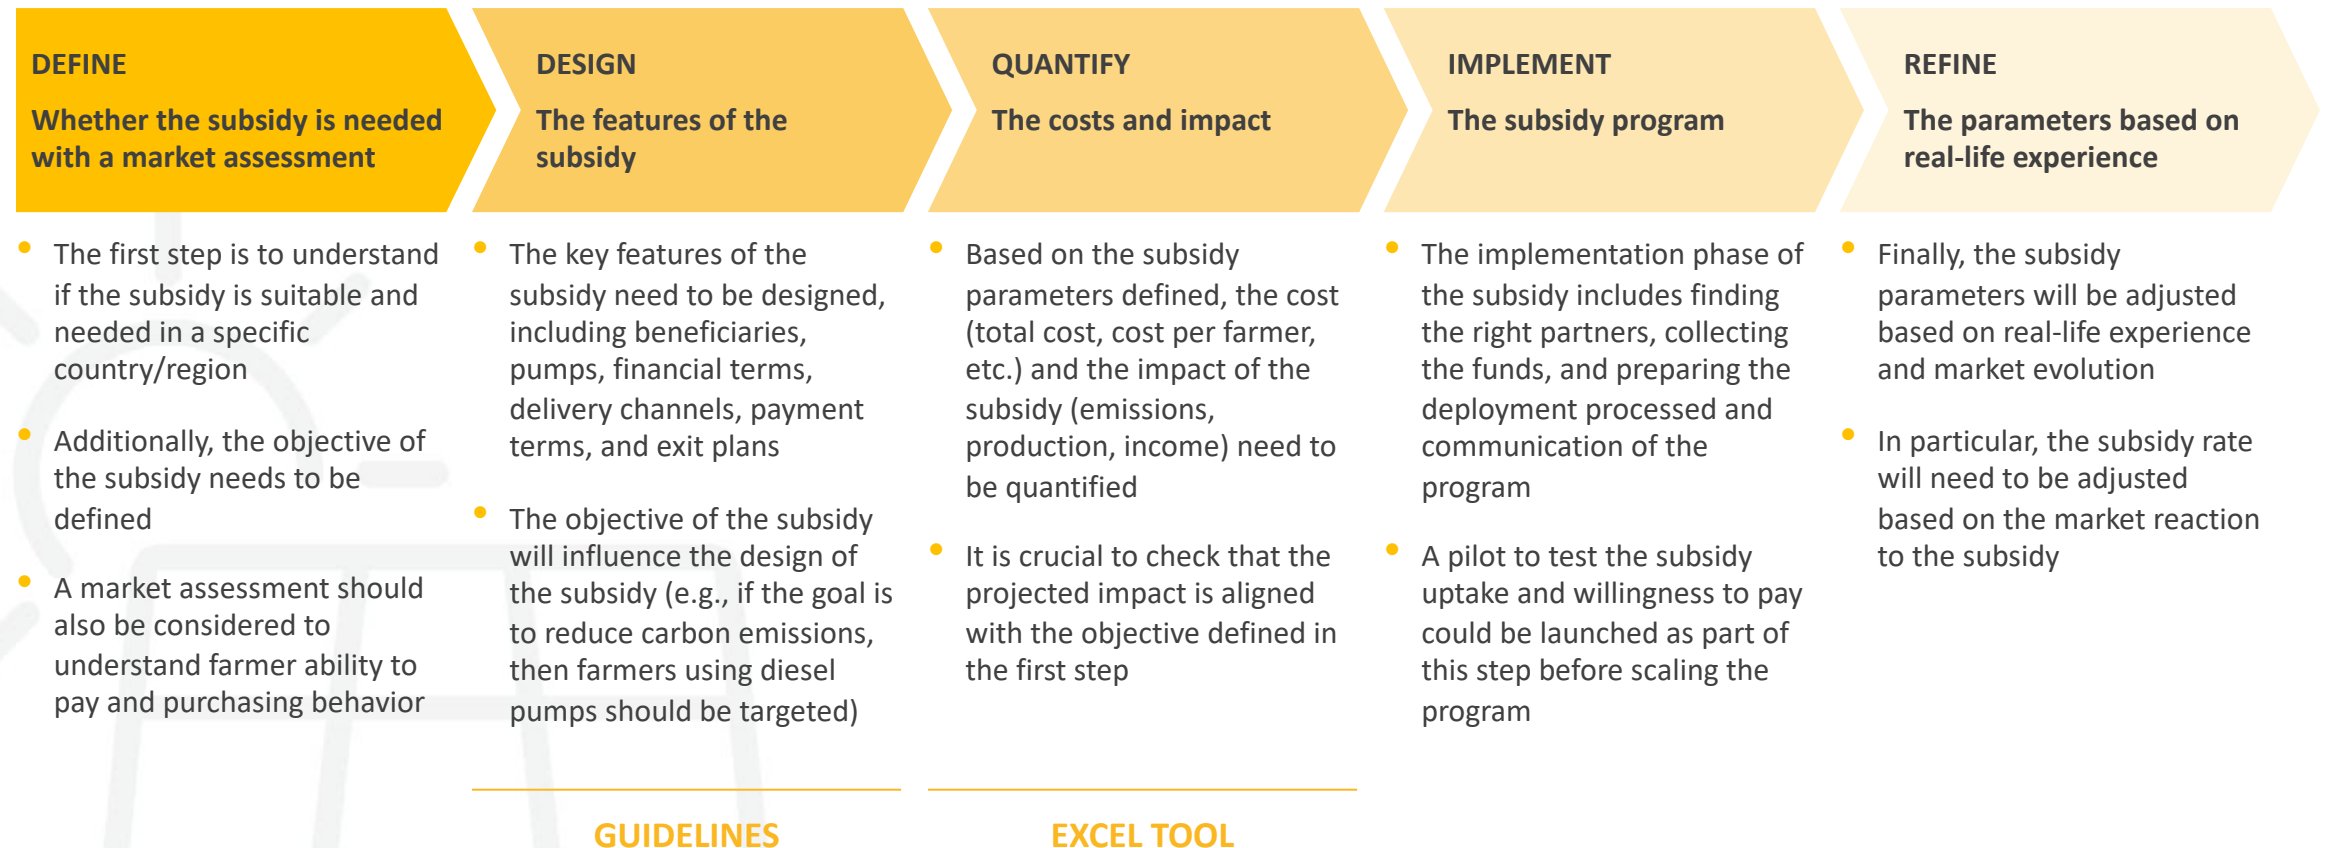 DEFINE
Whether the subsidy is needed
with a market assessment
• The first step is to understand
if the subsidy is suitable and
needed in a specific
country/region
• Additionally, the objective of
the subsidy needs to be
defined
• A market assessment should
also be considered to
understand farmer ability to
pay and purchasing behavior
DESIGN
The features of the
subsidy
• The key features of the
subsidy need to be designed,
including beneficiaries,
pumps, financial terms,
delivery channels, payment
terms, and exit plans
• The objective of the subsidy
will influence the design of
the subsidy (e.g., if the goal is
to reduce carbon emissions,
then farmers using diesel
pumps should be targeted)
GUIDELINES
QUANTIFY
The costs and impact
• Based on the subsidy
parameters defined, the cost
(total cost, cost per farmer,
etc.) and the impact of the
subsidy (emissions,
production, income) need to
be quantified
• It is crucial to check that the
projected impact is aligned
with the objective defined in
the first step
EXCEL TOOL
IMPLEMENT
The subsidy program
• The implementation phase of
the subsidy includes finding
the right partners, collecting
the funds, and preparing the
deployment processed and
communication of the
program
• A pilot to test the subsidy
uptake and willingness to pay
could be launched as part of
this step before scaling the
program
REFINE
The parameters based on
real-life experience
• Finally, the subsidy
parameters will be adjusted
based on real-life experience
and market evolution
• In particular, the subsidy rate
will need to be adjusted
based on the market reaction
to the subsidy